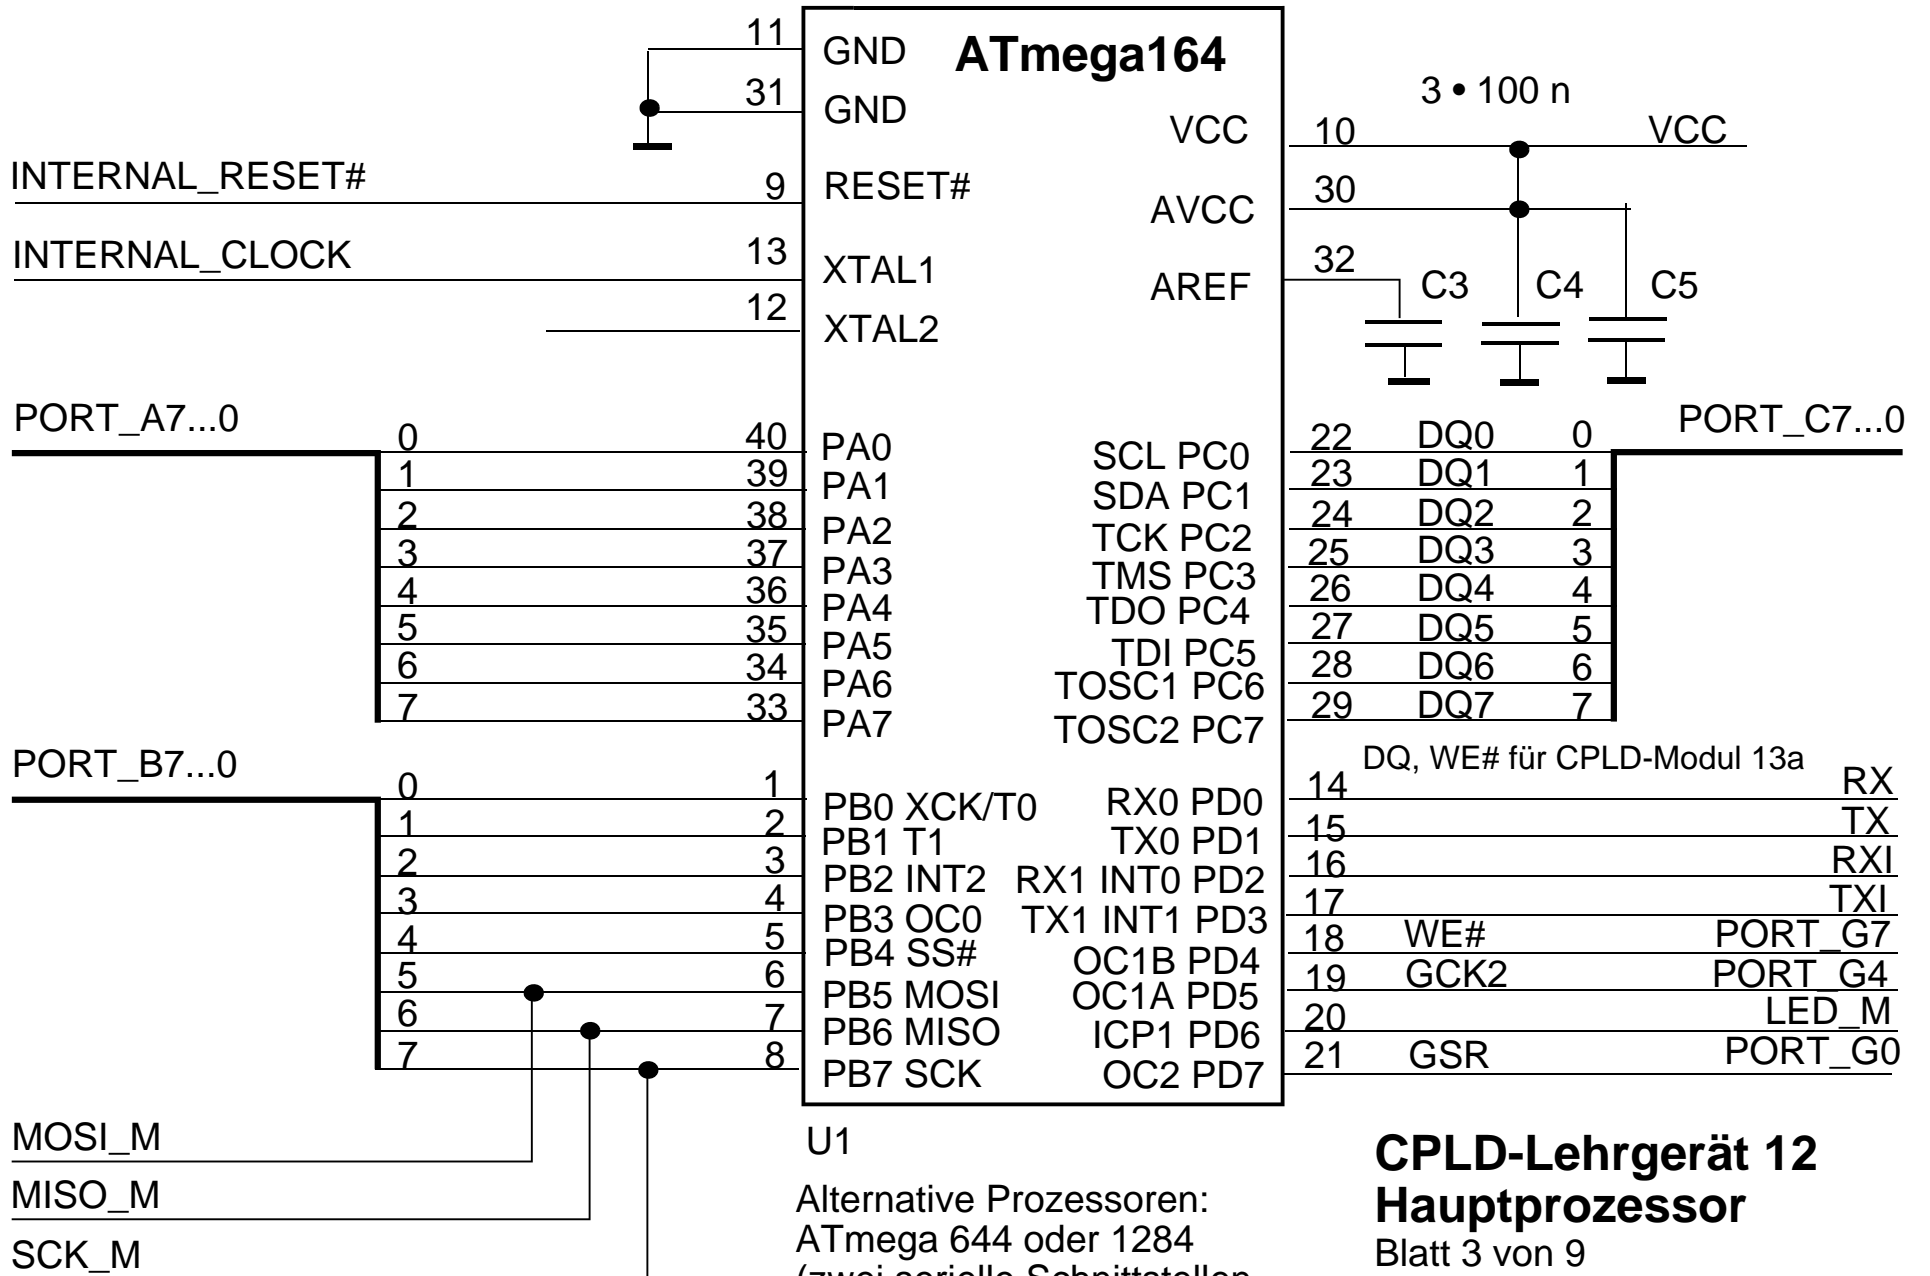 11 GND ATmega164
31 GND
3 • 100 n
VCC 10 VCC
INTERNAL_RESET# 9 RESET#
AVCC 30
INTERNAL_CLOCK 13 XTAL1
AREF 32 C3 C4 C5
12 XTAL2
PORT_A7...0
PORT_C7...0
0 40 PA0 SCL PC0 22 DQ0 0
1 39 PA1 SDA PC1 23 DQ1 1
2 38 PA2 TCK PC2 24 DQ2 2
3 37 PA3 TMS PC3 25 DQ3 3
4 36 PA4 TDO PC4 26 DQ4 4
5 35 PA5 TDI PC5 27 DQ5 5
6 34 PA6 TOSC1 PC6 28 DQ6 6
7 33 PA7 TOSC2 PC7 29 DQ7 7
PORT_B7...0
DQ, WE# für CPLD-Modul 13a
0 1 PB0 XCK/T0 RX0 PD0 14 RX
1 2 PB1 T1 TX0 PD1 15 TX
2 3 PB2 INT2 RX1 INT0 PD2 16 RXI
3 4 PB3 OC0 TX1 INT1 PD3 17 TXI
4 5 PB4 SS# OC1B PD4 18 WE# PORT_G7
5 6 PB5 MOSI OC1A PD5 19 GCK2 PORT_G4
6 7 PB6 MISO ICP1 PD6 20 LED_M
7 8 PB7 SCK OC2 PD7 21 GSR PORT_G0
MOSI_M
MISO_M
SCK_M
U1
Alternative Prozessoren:
ATmega 644 oder 1284
(zwei serielle Schnittstellen
CPLD-Lehrgerät 12
Hauptprozessor
Blatt 3 von 9